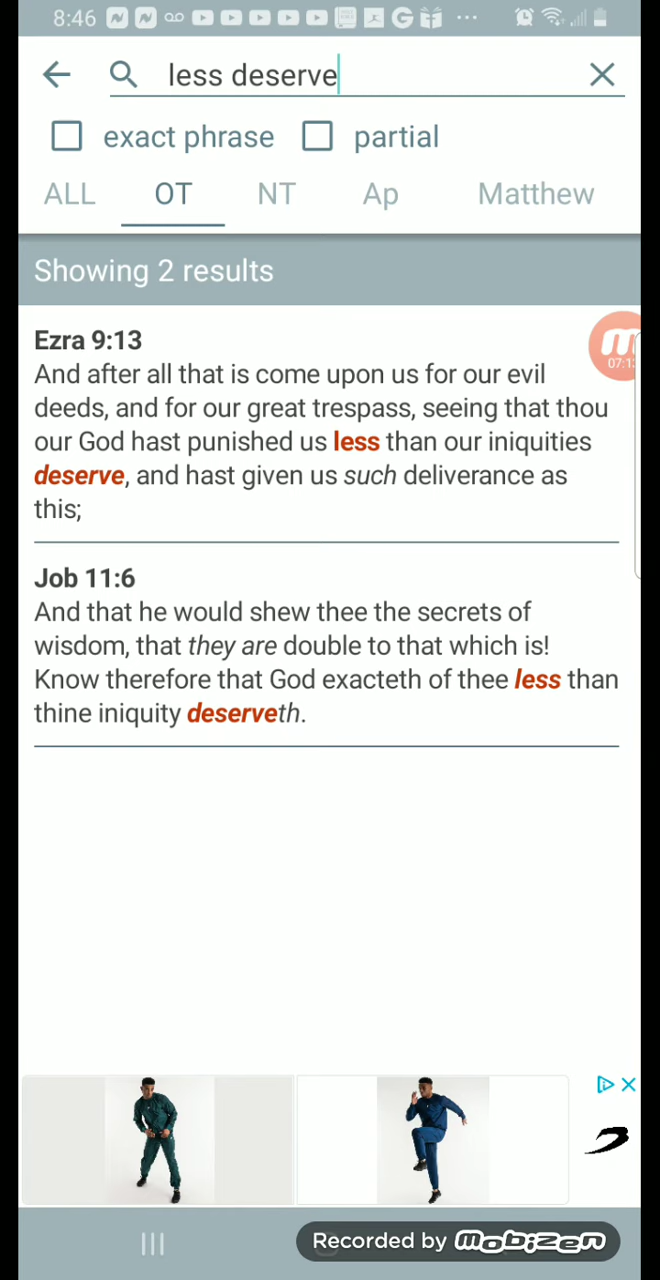 8:46
less deserve
exact phrase partial
ALL OT NT Ap Matthew
Showing 2 results
Ezra 9:13
And after all that is come upon us for our evil
deeds, and for our great trespass, seeing that thou
our God hast punished us less than our iniquities
deserve, and hast given us such deliverance as
this;
07:1
Job 11:6
And that he would shew thee the secrets of
wisdom, that they are double to that which is!
Know therefore that God exacteth of thee less than
thine iniquity deserveth.
Recorded by mobizen